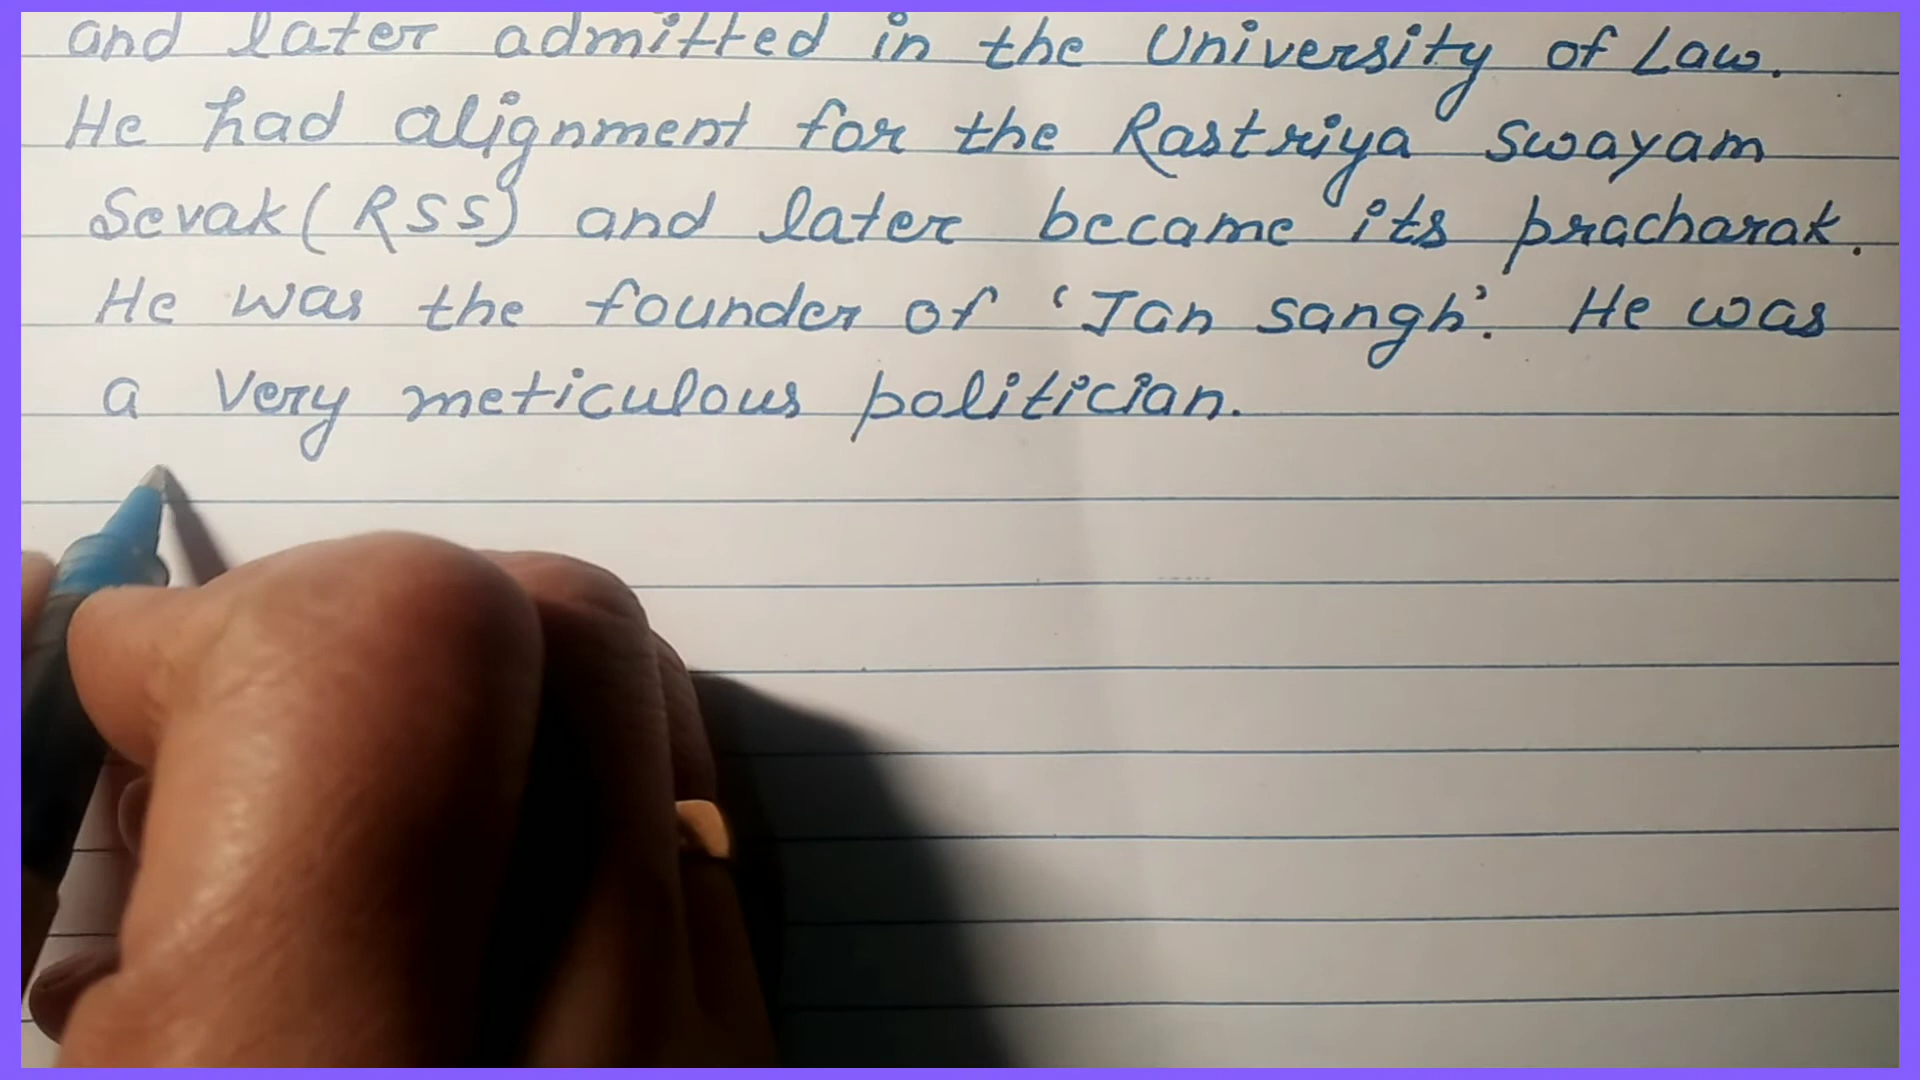 and later admitted in the University of Law.
He had alignment for the Rastriya Swayam
Sevak (RSS) and later became its pracharak.
He was the founder of 'Jan sangh'. He was
a very meticulous politician.